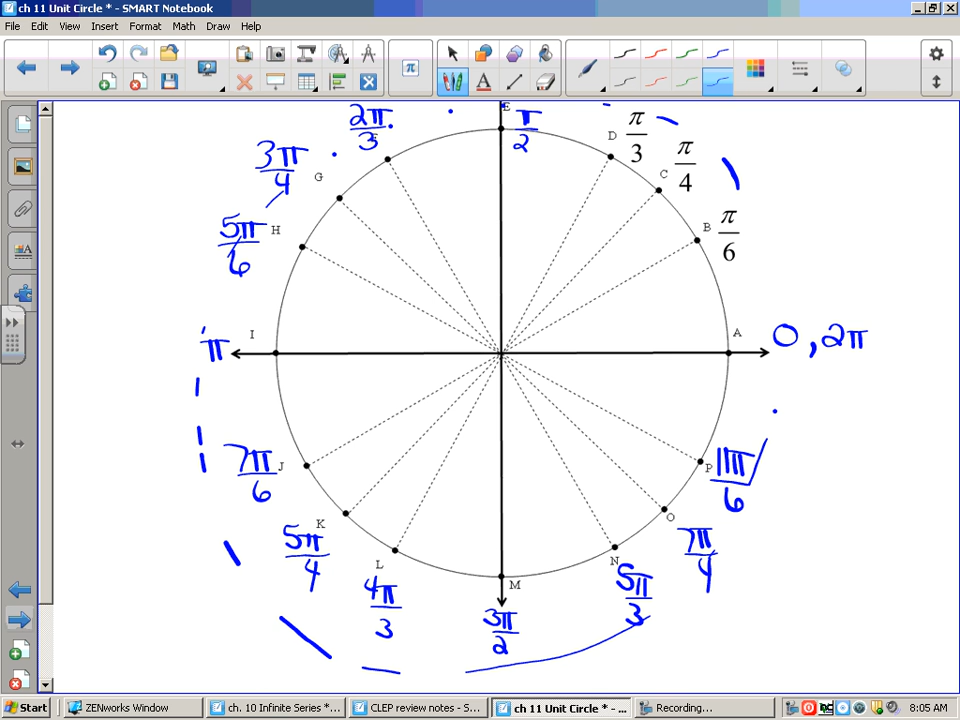 ch 11 Unit Circle * - SMART Notebook
File Edit View Insert Format Math Draw Tools Help
π
A
A
E
π/2
2π/3
D
π/3
3π/4
G
C
π/4
5π/6
H
B
π/6
π
I
A
0, 2π
7π/6
J
P
11π/6
5π/4
K
O
7π/4
4π/3
L
M
3π/2
N
5π/3
Start
ZENworks Window
ch. 10 Infinite Series *...
CLEP review notes - S...
ch 11 Unit Circle * - ...
Recording...
8:05 AM